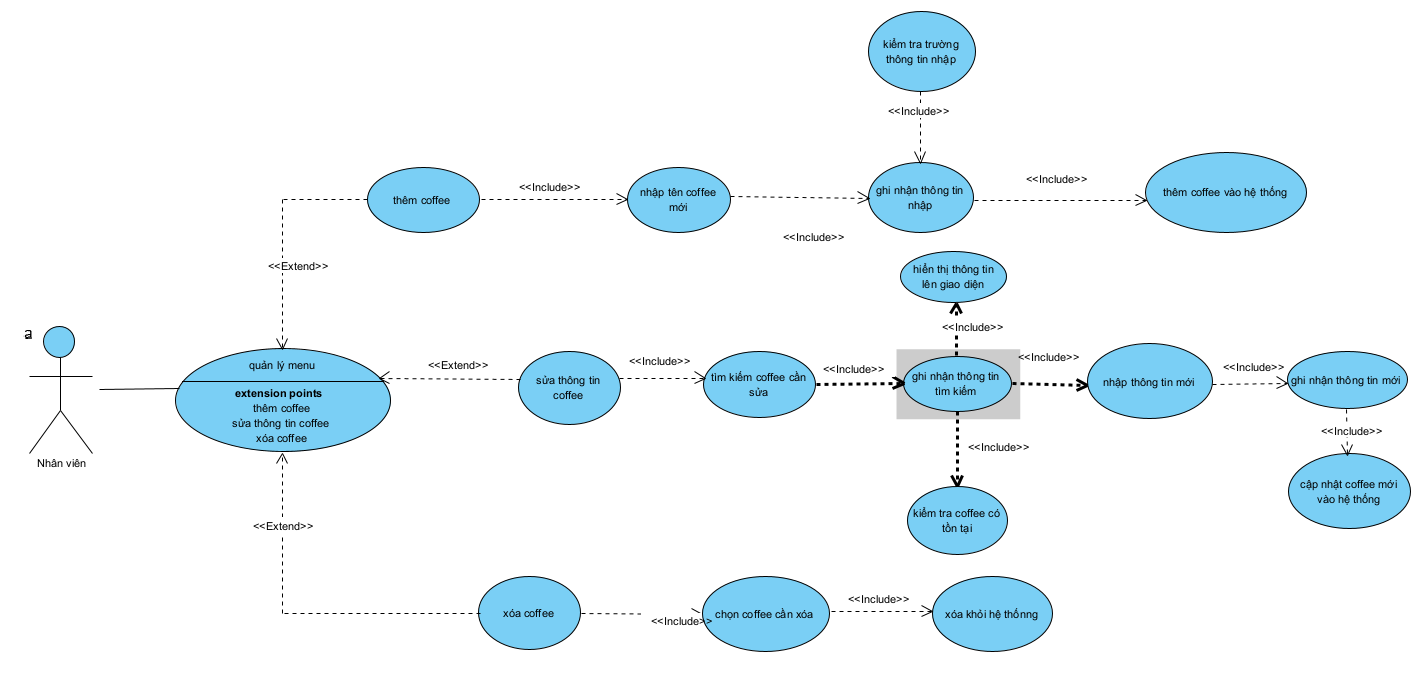 kiểm tra trường
thông tin nhập
<<Include>>
thêm coffee
<<Include>>
nhập tên coffee
mới
<<Include>>
ghi nhận thông tin
nhập
<<Include>>
thêm coffee vào hệ thống
<<Extend>>
hiển thị thông tin
lên giao diện
<<Include>>
a
Nhân viên
quản lý menu
extension points
thêm coffee
sửa thông tin coffee
xóa coffee
<<Extend>>
sửa thông tin
coffee
<<Include>>
tìm kiếm coffee cần
sửa
<<Include>>
ghi nhận thông tin
tìm kiếm
<<Include>>
nhập thông tin mới
<<Include>>
ghi nhận thông tin mới
<<Include>>
cập nhật coffee mới
vào hệ thống
<<Include>>
kiểm tra coffee có
tồn tại
<<Extend>>
xóa coffee
<<Include>>
chọn coffee cần xóa
<<Include>>
xóa khỏi hệ thốnng